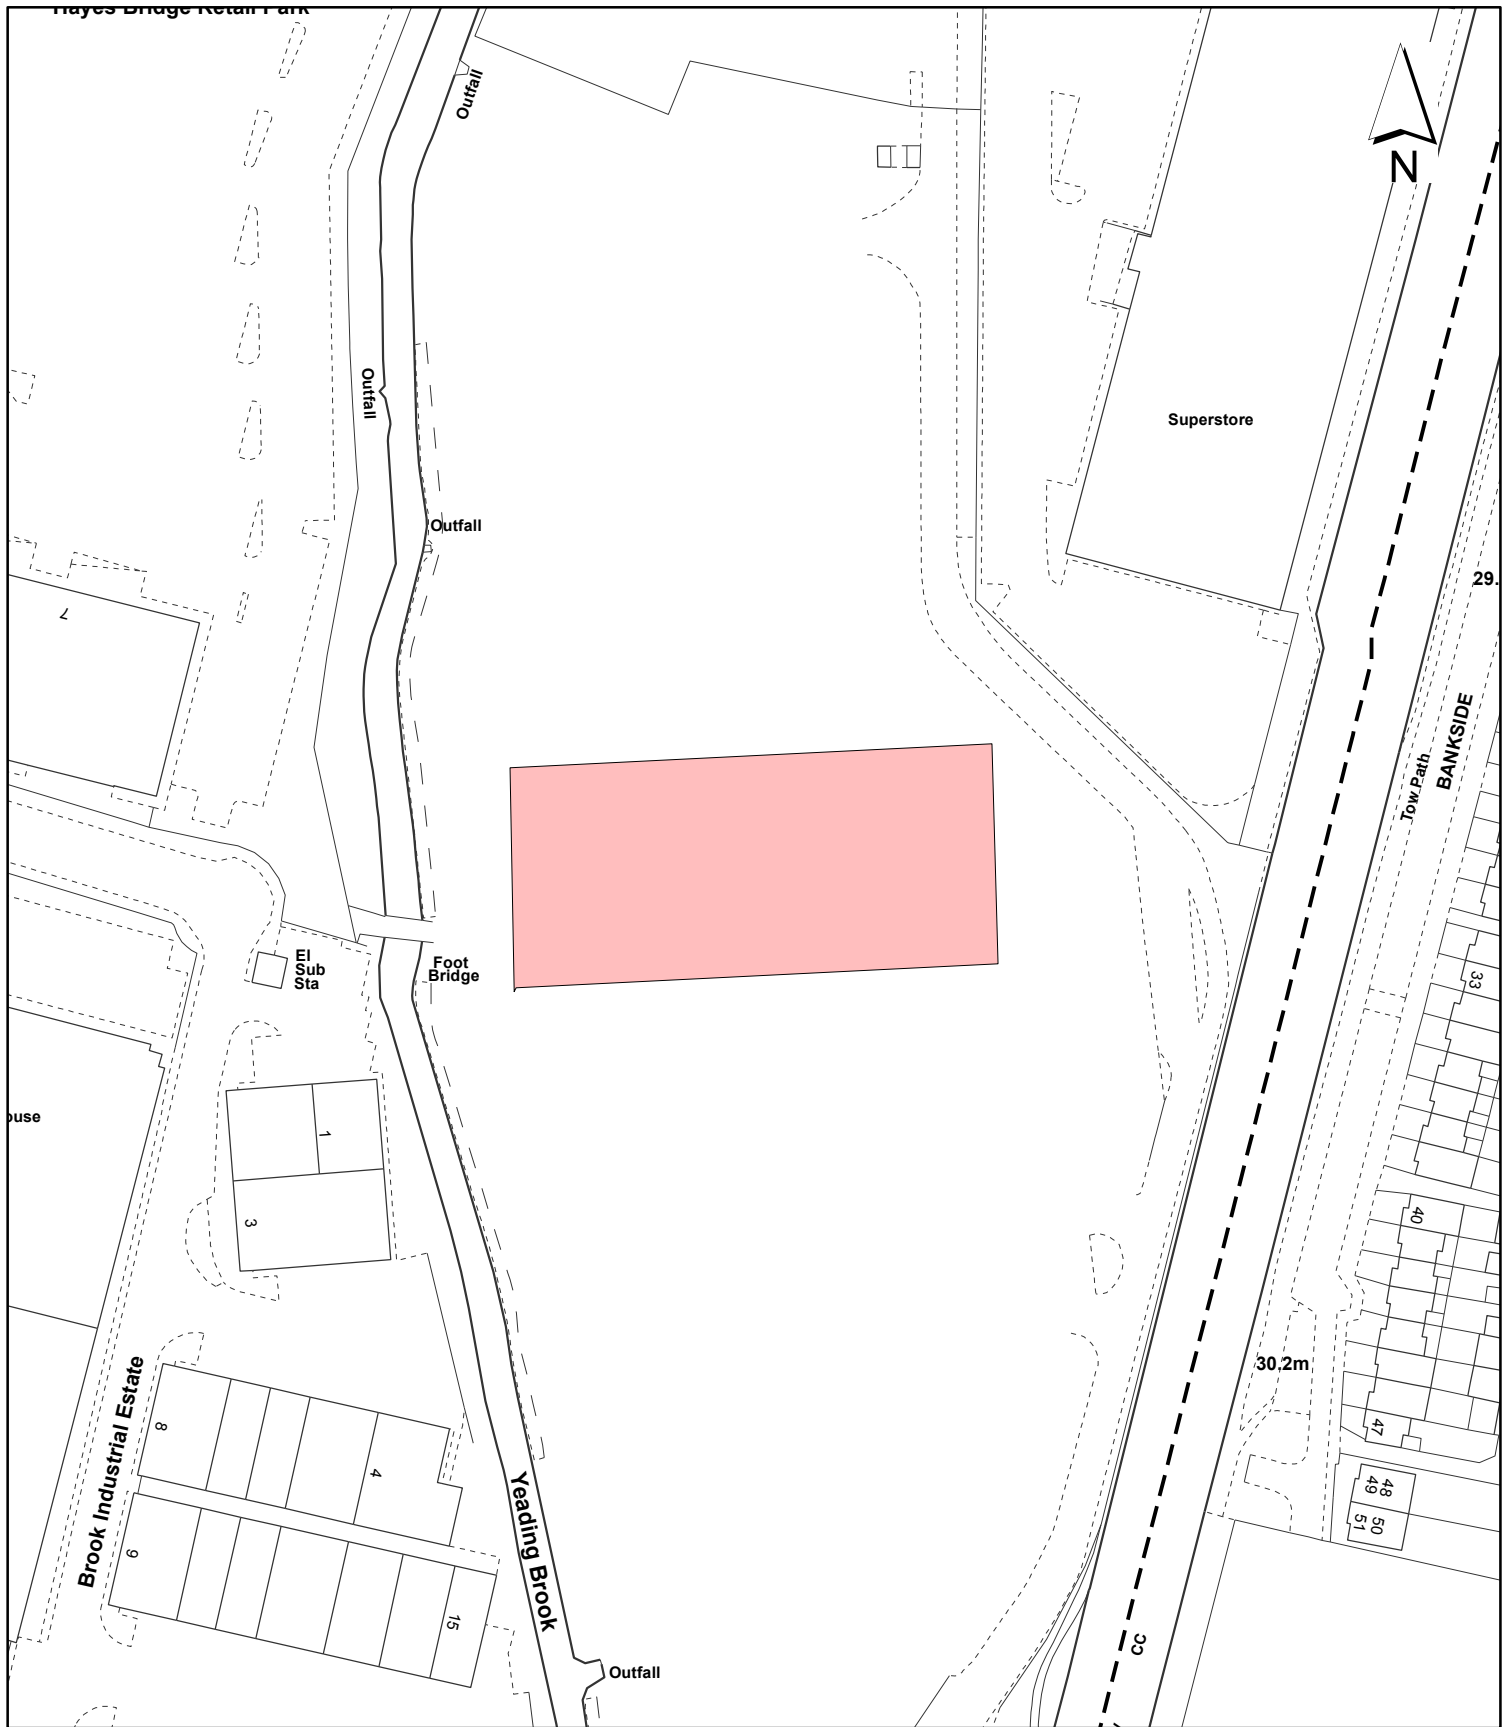 Hayes Bridge Retail Park
Outfall
N
Outfall
Superstore
Outfall
29.
7
BANKSIDE
Tow Path
El
Sub
Sta
Foot
Bridge
33
ouse
1
3
40
30.2m
Brook Industrial Estate
8
4
47
48
49
50
51
Yeading Brook
9
15
CC
Outfall